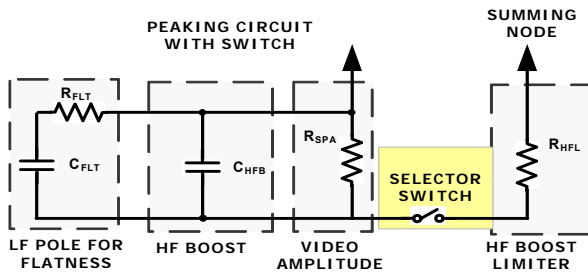 PEAKING CIRCUIT
WITH SWITCH
SUMMING
NODE
RFLT
CFLT
CHFB
RSPA
RHFL
SELECTOR
SWITCH
LF POLE FOR
FLATNESS
HF BOOST
VIDEO
AMPLITUDE
HF BOOST
LIMITER